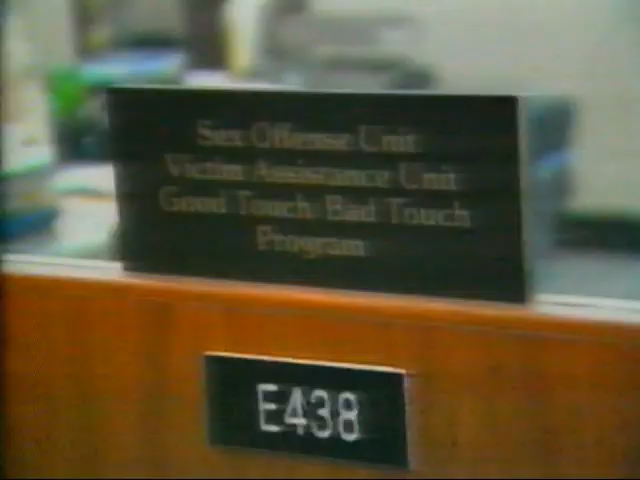 Sex Offense Unit
Victim Assistance Unit
Good Touch/Bad Touch
Program
E438